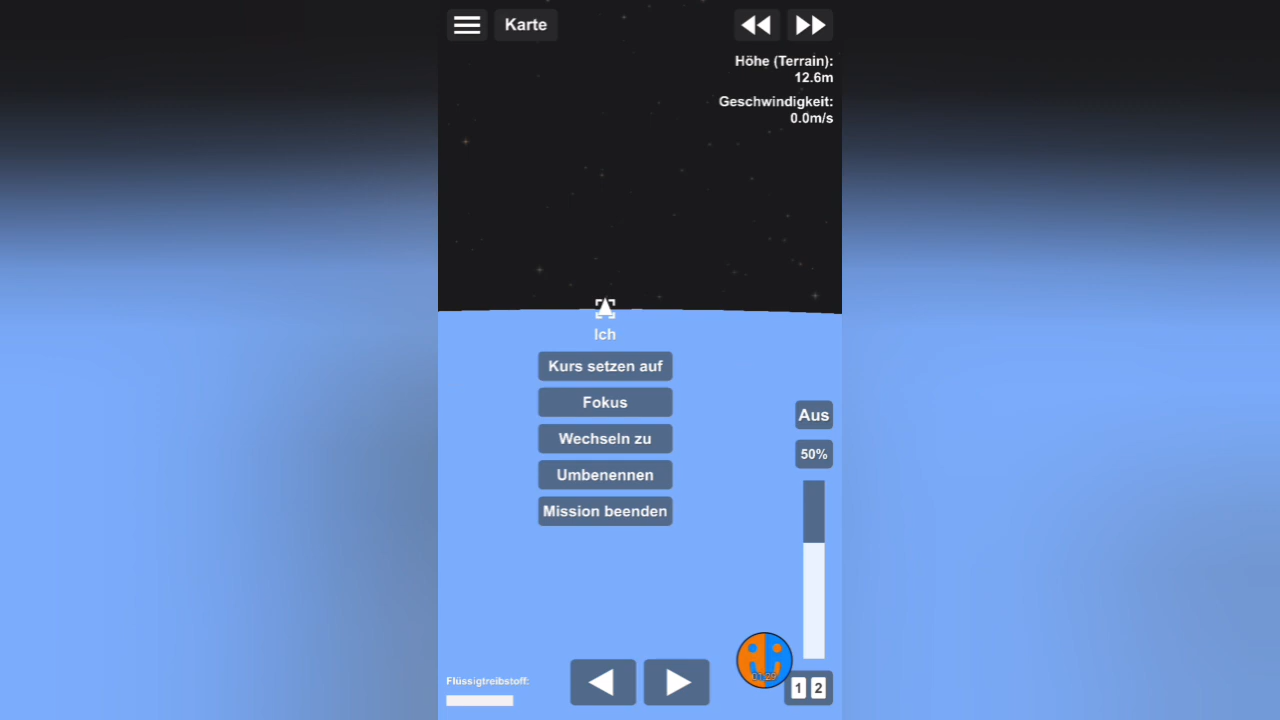 Karte
Höhe (Terrain):
12.6m
Geschwindigkeit:
0.0m/s
Ich
Kurs setzen auf
Fokus
Wechseln zu
Umbenennen
Mission beenden
Aus
50%
Flüssigtreibstoff:
1 2